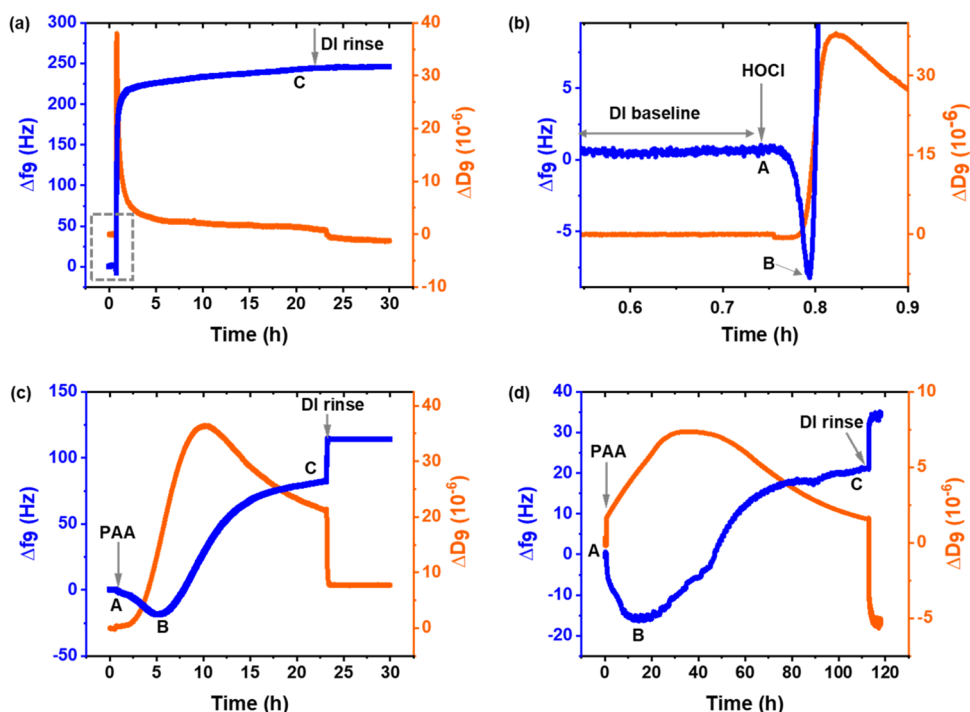 (a)
250
200
150
100
50
0
Δf9 (Hz)
DI rinse
C
40
30
20
10
0
-10
ΔD9 (10-6)
0 5 10 15 20 25 30
Time (h)
(b)
5
0
-5
Δf9 (Hz)
HOCl
DI baseline
A
B
30
15
0
ΔD9 (10-6)
0.6 0.7 0.8 0.9
Time (h)
(c)
150
100
50
0
-50
Δf9 (Hz)
DI rinse
C
PAA
A
B
40
30
20
10
0
ΔD9 (10-6)
0 5 10 15 20 25 30
Time (h)
(d)
40
30
20
10
0
-10
-20
Δf9 (Hz)
PAA
DI rinse
C
A
B
10
5
0
-5
ΔD9 (10-6)
0 20 40 60 80 100 120
Time (h)